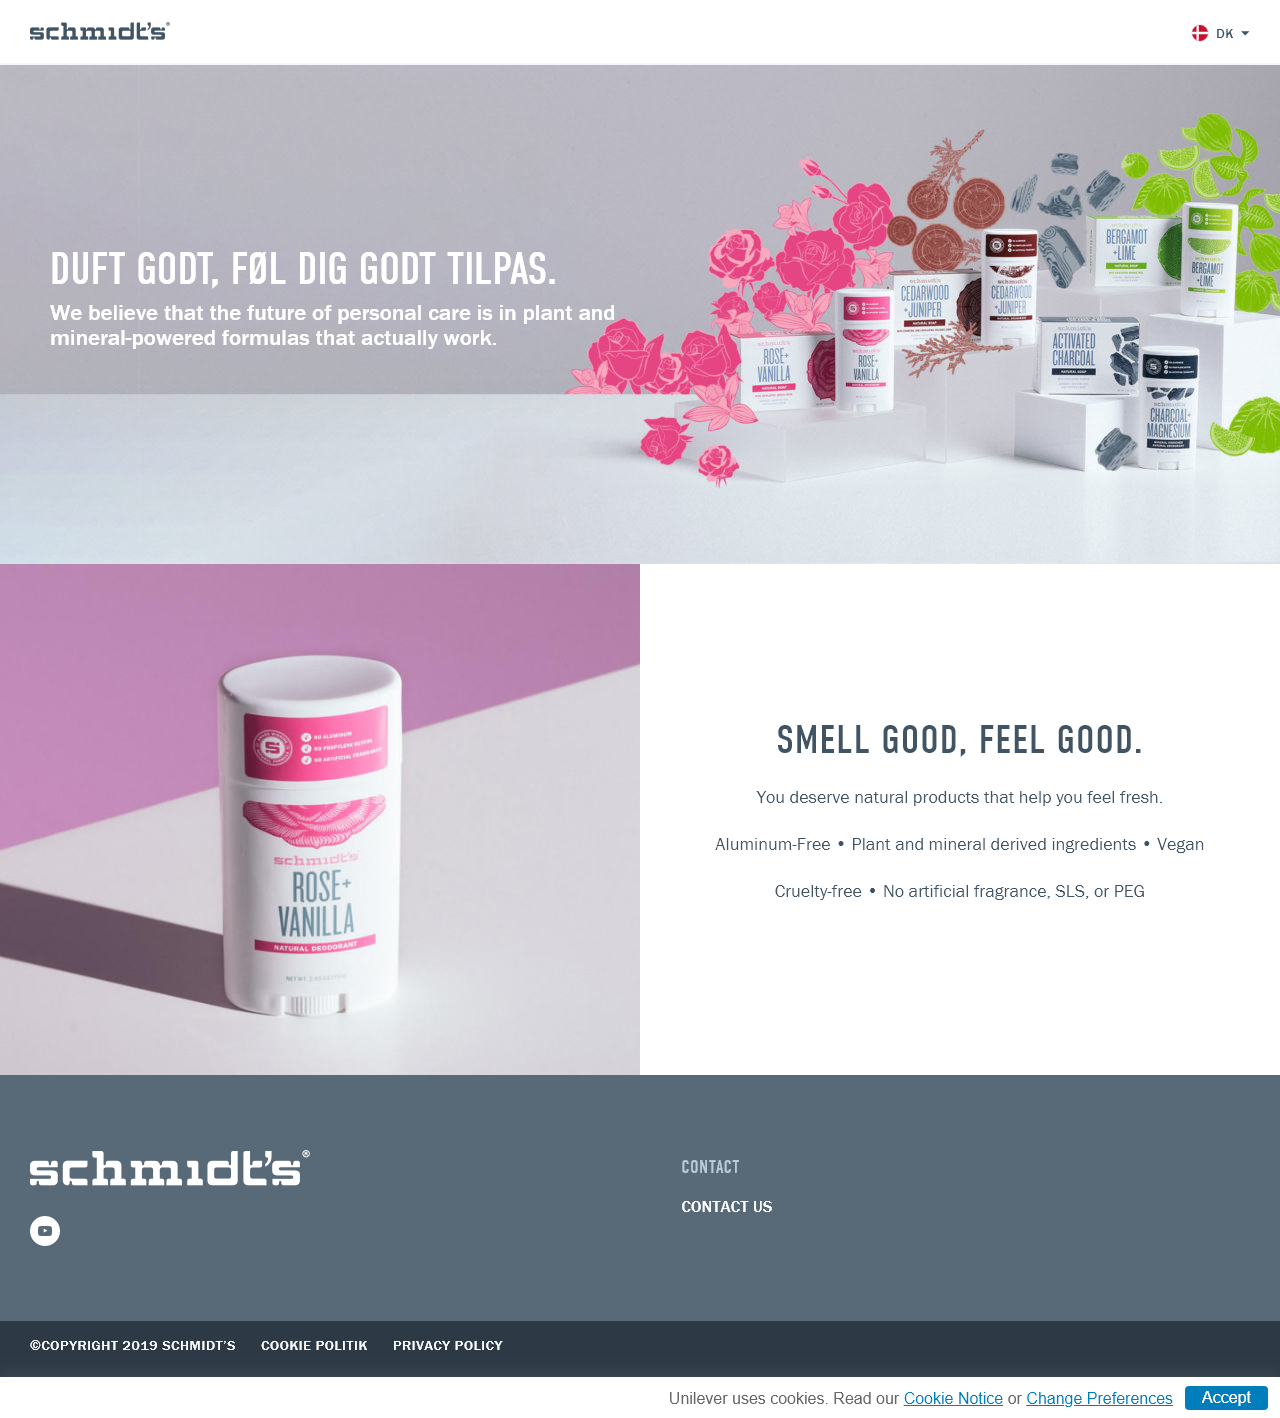 schmidt's®
DK
DUFT GODT, FØL DIG GODT TILPAS.
We believe that the future of personal care is in plant and
mineral-powered formulas that actually work.
BERGAMOT
+LIME
NATURAL SOAP
BERGAMOT
+LIME
schmidt's
CEDARWOOD
+JUNIPER
NATURAL SOAP
schmidt's
CEDARWOOD
+JUNIPER
schmidt's
ACTIVATED
CHARCOAL
NATURAL SOAP
schmidt's
ROSE+
VANILLA
NATURAL SOAP
schmidt's
ROSE+
VANILLA
schmidt's
CHARCOAL+
MAGNESIUM
NO ALUMINUM
NO PROPYLENE GLYCOL
NO ARTIFICIAL FRAGRANCE
schmidt's
ROSE+
VANILLA
NATURAL DEODORANT
SMELL GOOD, FEEL GOOD.
You deserve natural products that help you feel fresh.
Aluminum-Free • Plant and mineral derived ingredients • Vegan
Cruelty-free • No artificial fragrance, SLS, or PEG
schmidt's®
CONTACT
CONTACT US
©COPYRIGHT 2019 SCHMIDT'S COOKIE POLITIK PRIVACY POLICY
Unilever uses cookies. Read our Cookie Notice or Change Preferences Accept